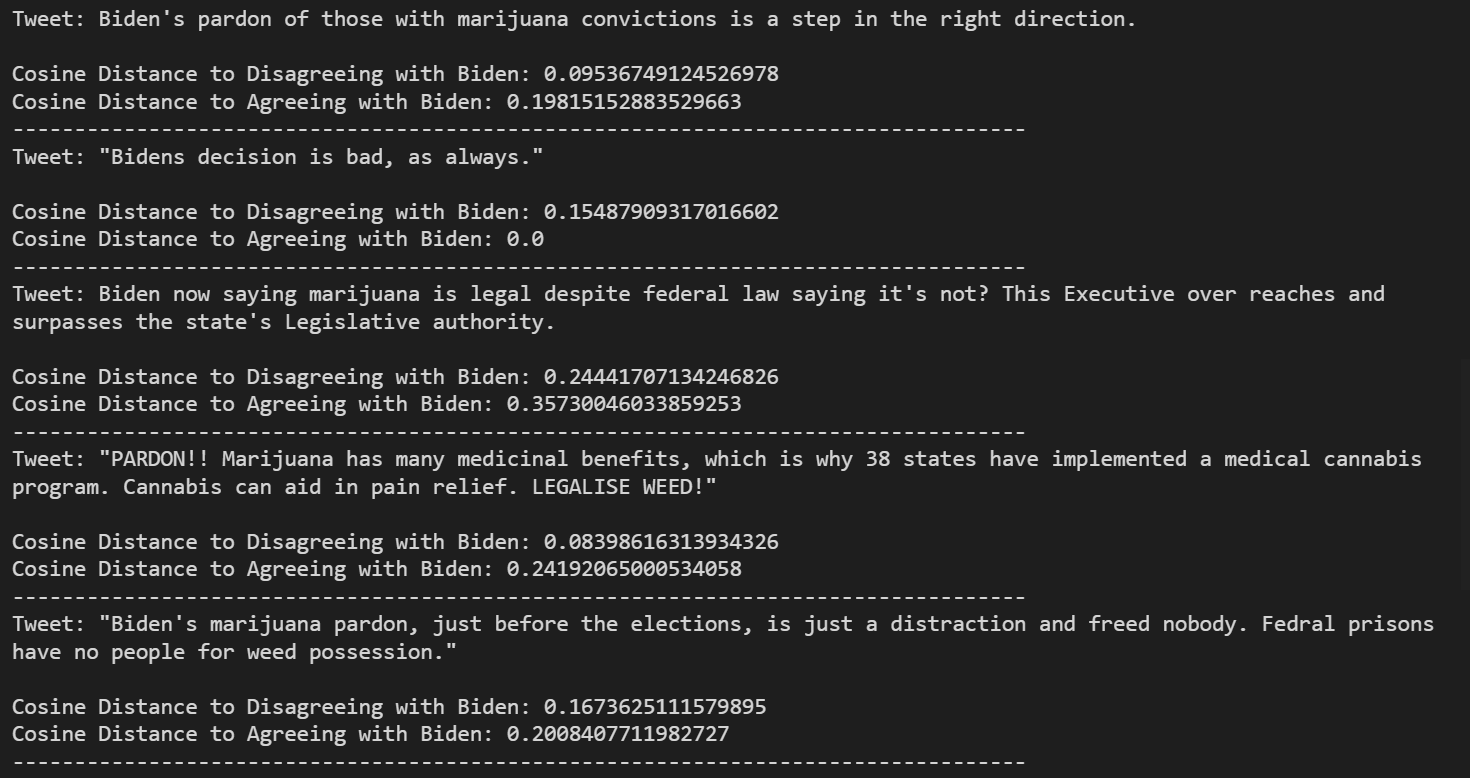 Tweet: Biden's pardon of those with marijuana convictions is a step in the right direction.
Cosine Distance to Disagreeing with Biden: 0.09536749124526978
Cosine Distance to Agreeing with Biden: 0.19815152883529663
----------------------------------------------------------------------------------
Tweet: "Bidens decision is bad, as always."
Cosine Distance to Disagreeing with Biden: 0.15487909317016602
Cosine Distance to Agreeing with Biden: 0.0
----------------------------------------------------------------------------------
Tweet: Biden now saying marijuana is legal despite federal law saying it's not? This Executive over reaches and
surpasses the state's Legislative authority.
Cosine Distance to Disagreeing with Biden: 0.24441707134246826
Cosine Distance to Agreeing with Biden: 0.35730046033859253
----------------------------------------------------------------------------------
Tweet: "PARDON!! Marijuana has many medicinal benefits, which is why 38 states have implemented a medical cannabis
program. Cannabis can aid in pain relief. LEGALISE WEED!"
Cosine Distance to Disagreeing with Biden: 0.08398616313934326
Cosine Distance to Agreeing with Biden: 0.24192065000534058
----------------------------------------------------------------------------------
Tweet: "Biden's marijuana pardon, just before the elections, is just a distraction and freed nobody. Fedral prisons
have no people for weed possession."
Cosine Distance to Disagreeing with Biden: 0.1673625111579895
Cosine Distance to Agreeing with Biden: 0.2008407711982727
----------------------------------------------------------------------------------